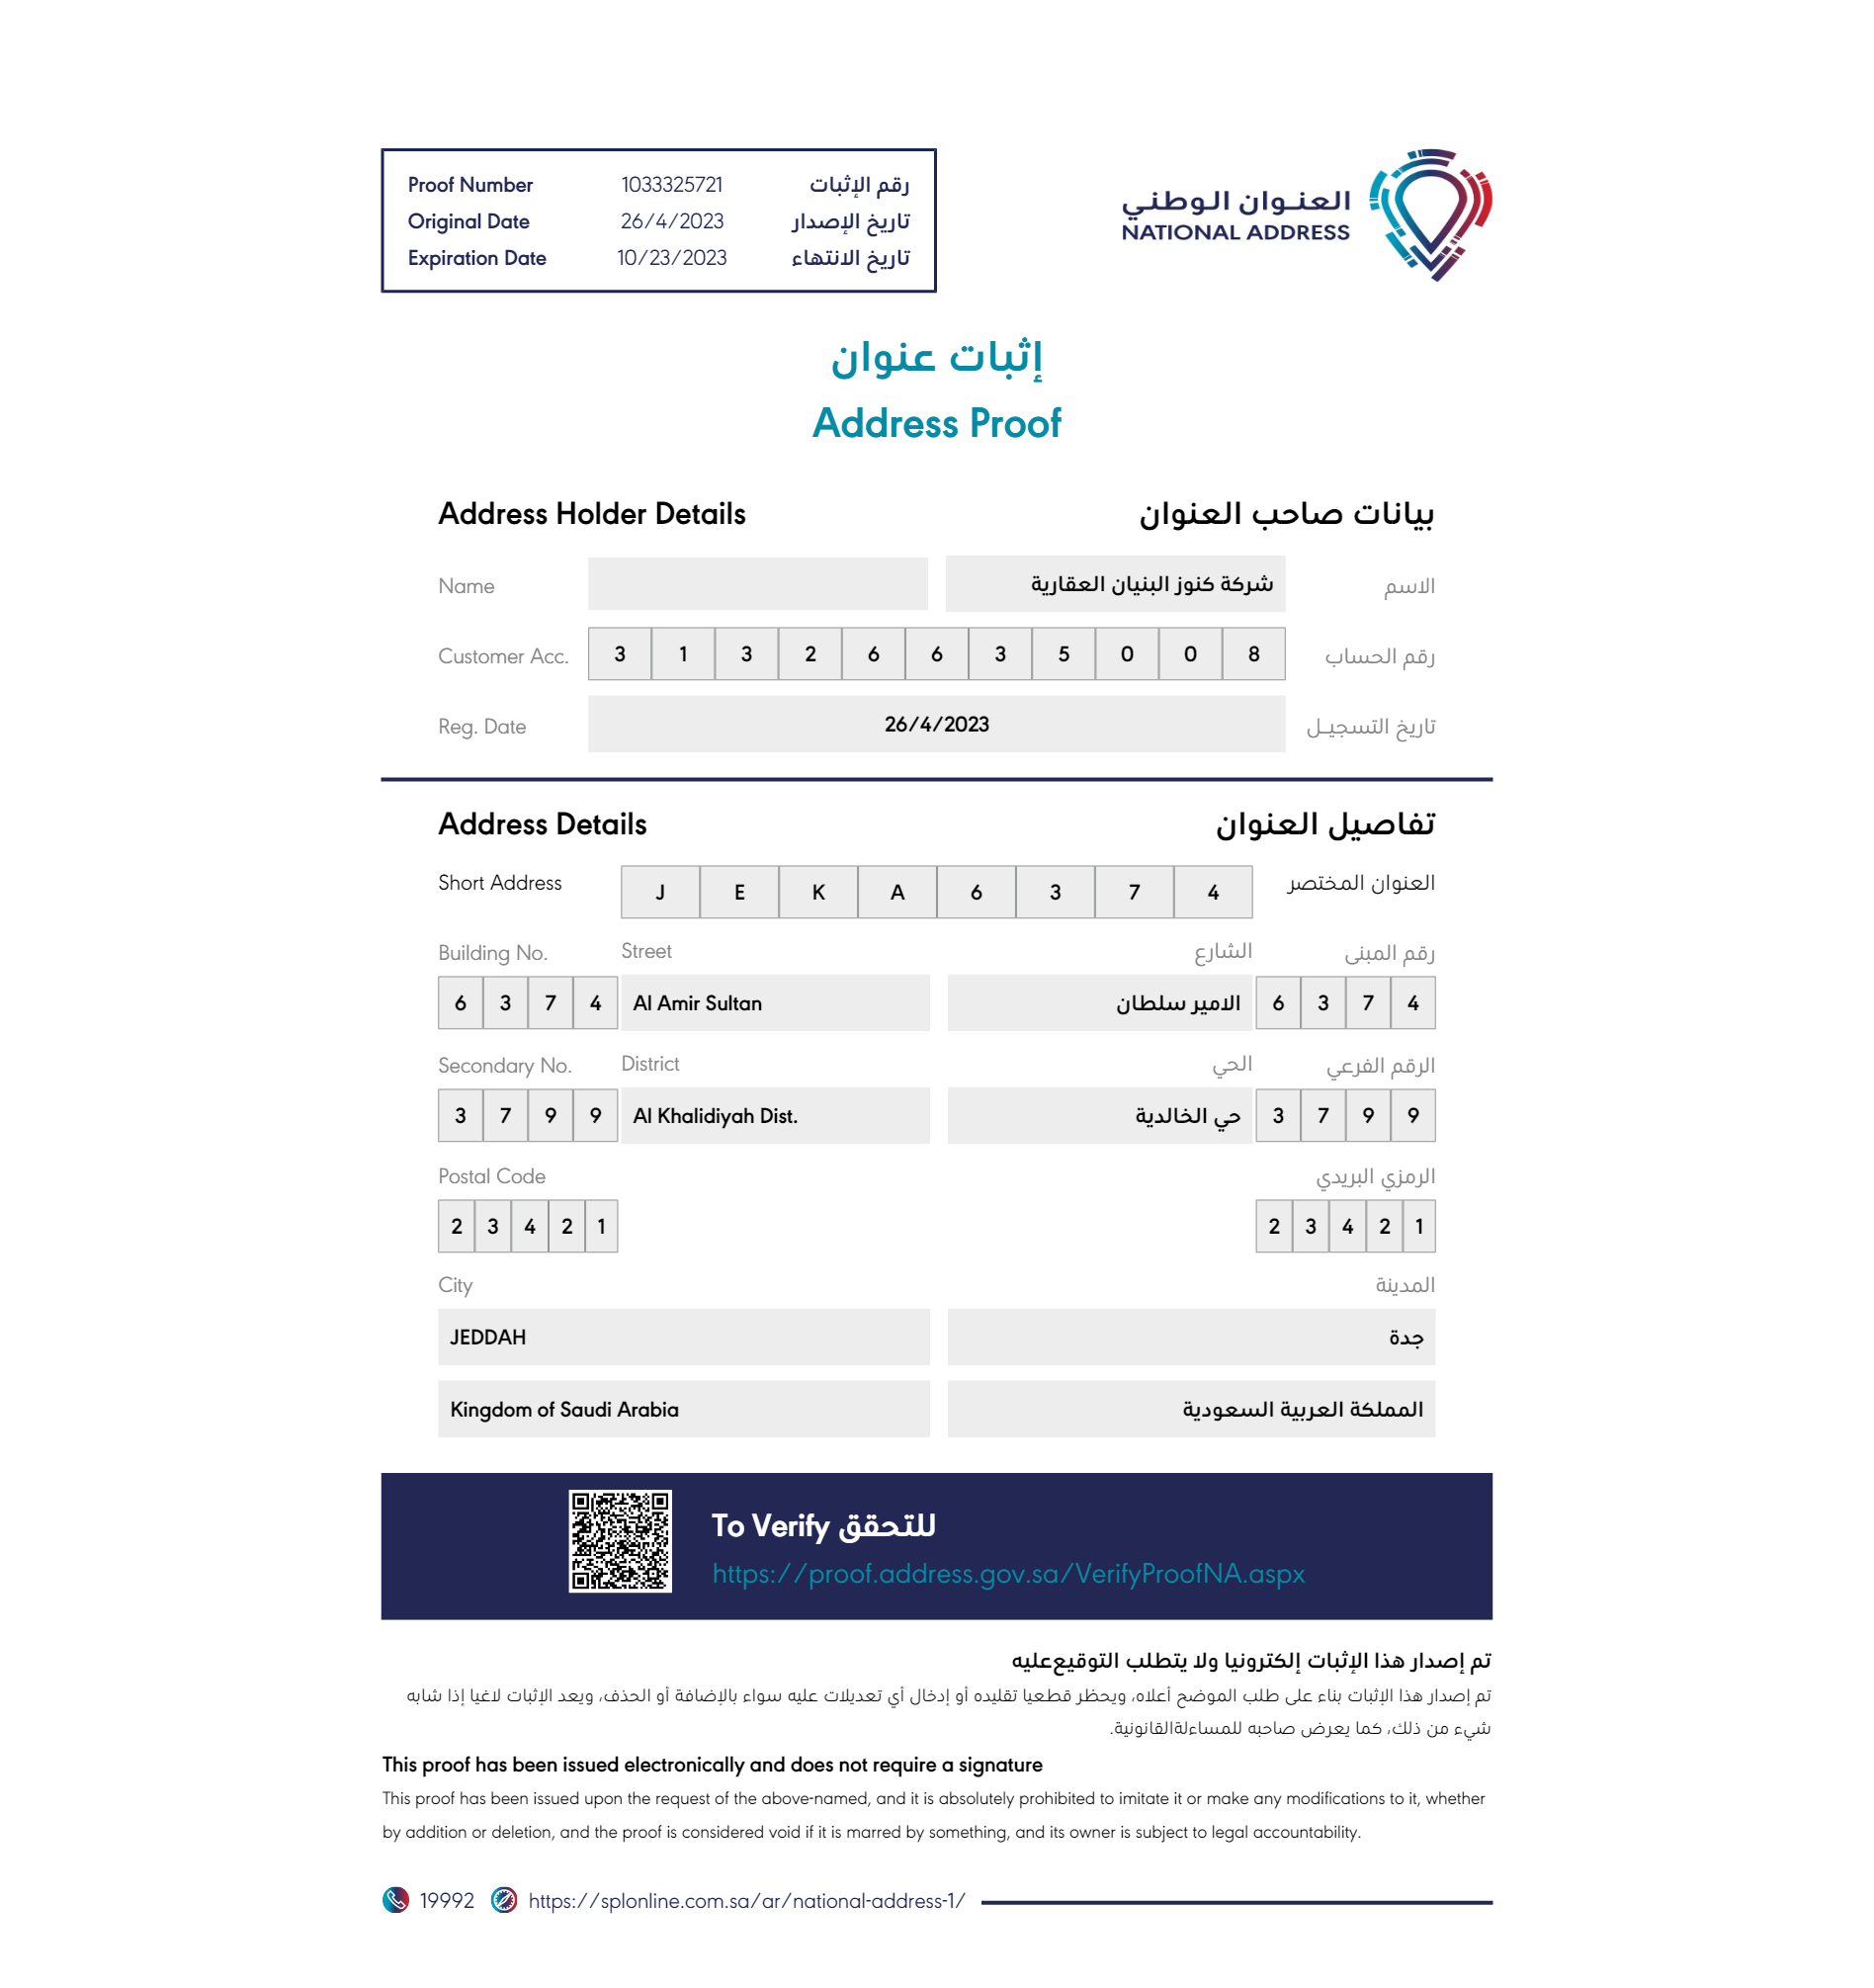 Proof Number 1033325721 رقم الإثبات
Original Date 26/4/2023 تاريخ الإصدار
Expiration Date 10/23/2023 تاريخ الانتهاء
العنـوان الـوطنـي
NATIONAL ADDRESS
إثبات عنوان
Address Proof
Address Holder Details بيانات صاحب العنوان
Name شركة كنوز البنيان العقارية الاسم
Customer Acc. 3 1 3 2 6 6 3 5 0 0 8 رقم الحساب
Reg. Date 26/4/2023 تاريخ التسجيـل
Address Details تفاصيل العنوان
Short Address J E K A 6 3 7 4 العنوان المختصر
Building No. Street الشارع رقم المبنى
6 3 7 4 Al Amir Sultan الامير سلطان 6 3 7 4
Secondary No. District الحي الرقم الفرعي
3 7 9 9 Al Khalidiyah Dist. حي الخالدية 3 7 9 9
Postal Code الرمزي البريدي
2 3 4 2 1 2 3 4 2 1
City المدينة
JEDDAH جدة
Kingdom of Saudi Arabia المملكة العربية السعودية
To Verify للتحقق
https://proof.address.gov.sa/VerifyProofNA.aspx
تم إصدار هذا الإثبات إلكترونيا ولا يتطلب التوقيععليه
تم إصدار هذا الإثبات بناء على طلب الموضح أعلاه، ويحظر قطعيا تقليده أو إدخال أي تعديلات عليه سواء بالإضافة أو الحذف، ويعد الإثبات لاغيا إذا شابه
شيء من ذلك، كما يعرض صاحبه للمساءلةالقانونية.
This proof has been issued electronically and does not require a signature
This proof has been issued upon the request of the above-named, and it is absolutely prohibited to imitate it or make any modifications to it, whether
by addition or deletion, and the proof is considered void if it is marred by something, and its owner is subject to legal accountability.
19992 https://splonline.com.sa/ar/national-address-1/